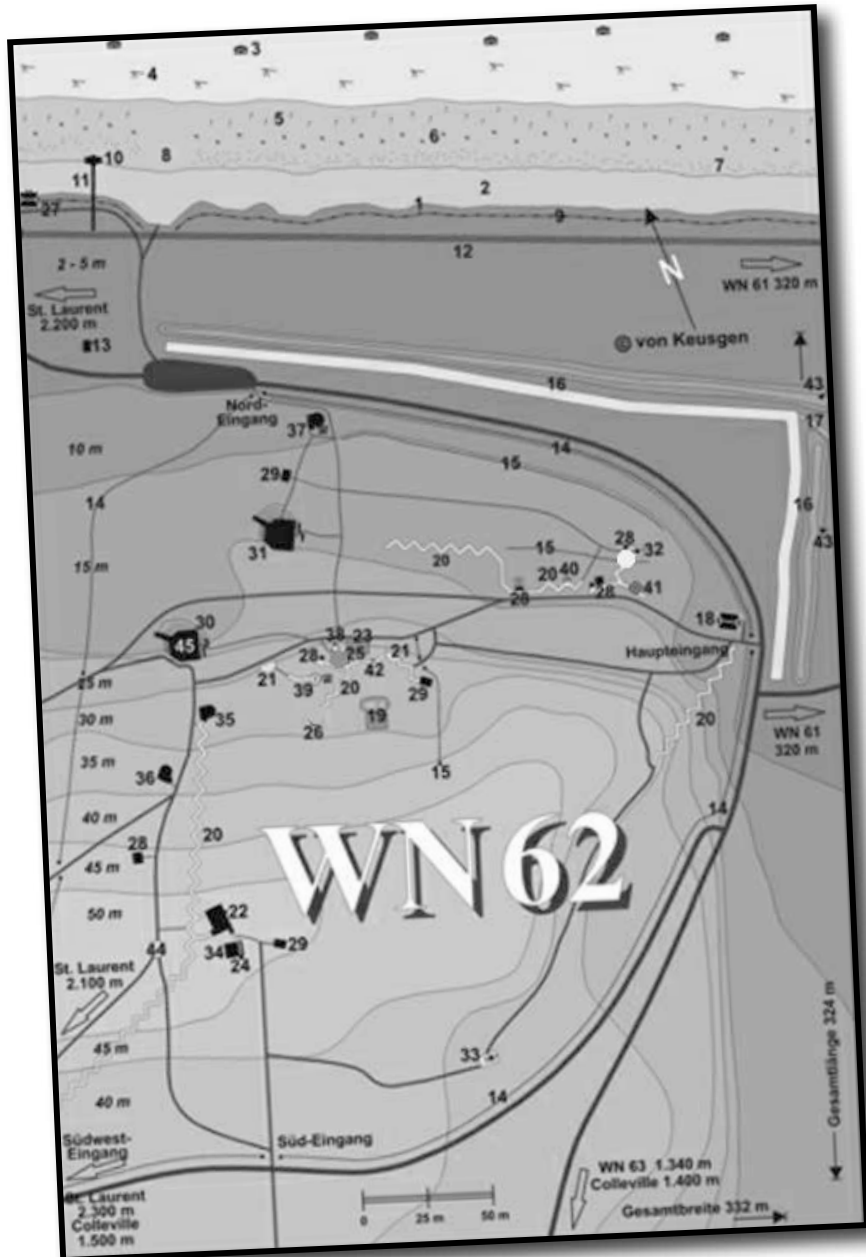 3
4
5
6
7
8
10
11
2
1
9
27
12
2 - 5 m
N
WN 61 320 m
St. Laurent
2.200 m
© von Keusgen
13
16
43
17
Nord-
Eingang
37
14
10 m
15
29
14
16
31
28
32
15
43
15 m
20
20
40
28
41
28
18
30
45
38
23
28
25
21
42
Haupteingang
21
39
20
29
25 m
19
20
30 m
35
26
WN 61
320 m
35 m
36
15
40 m
20
14
28
WN 62
45 m
50 m
22
34
29
24
44
St. Laurent
2.100 m
45 m
33
Gesamtlänge 324 m
40 m
14
Südwest-
Eingang
Süd-Eingang
WN 63 1.340 m
Colleville 1.400 m
St. Laurent
2.300 m
Colleville
1.500 m
0
25 m
50 m
Gesamtbreite 332 m